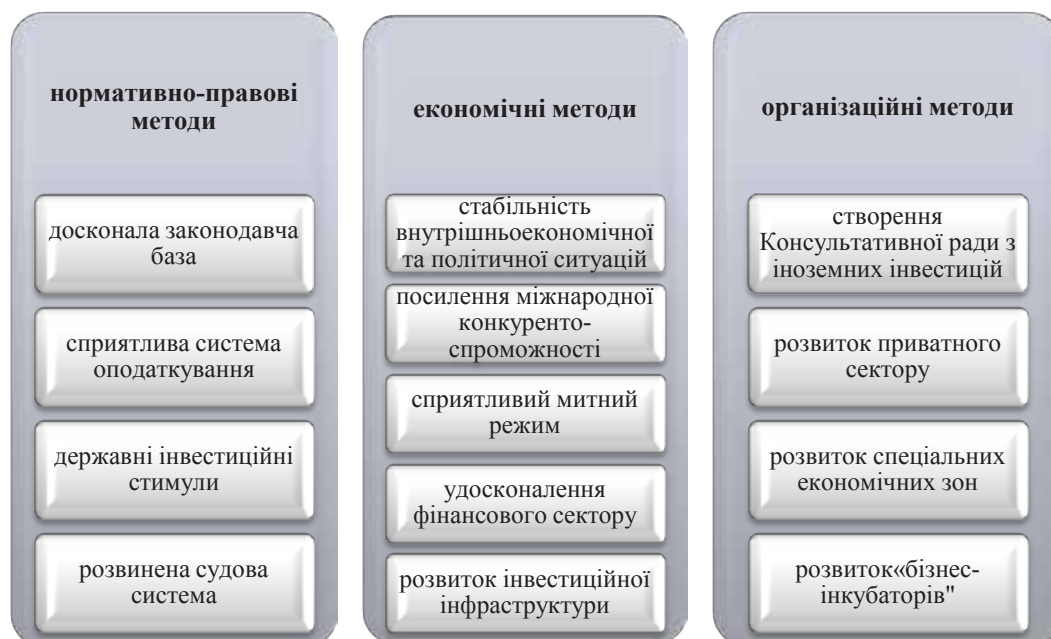 нормативно-правові
методи
досконала законодавча
база
сприятлива система
оподаткування
державні інвестиційні
стимули
розвинена судова
система
економічні методи
стабільність
внутрішньоекономічної
та політичної ситуацій
посилення міжнародної
конкуренто-
спроможності
сприятливий митний
режим
удосконалення
фінансового сектору
розвиток інвестиційної
інфраструктури
організаційні методи
створення
Консультативної ради з
іноземних інвестицій
розвиток приватного
сектору
розвиток спеціальних
економічних зон
розвиток«бізнес-
інкубаторів"